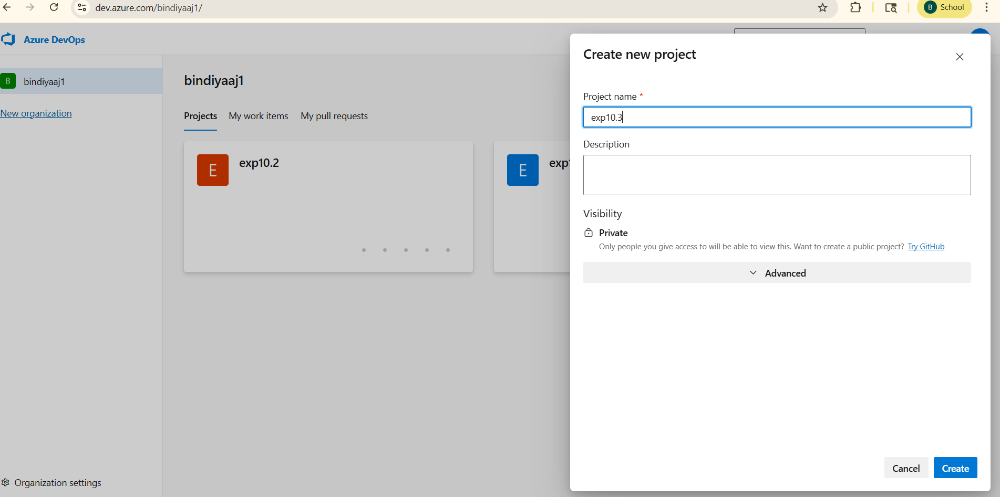 dev.azure.com/bindiyaaj1/
B School
Azure DevOps
B bindiyaaj1
New organization
bindiyaaj1
Projects My work items My pull requests
E exp10.2
E
Organization settings
Create new project
Project name *
exp10.3
Description
Visibility
Private
Only people you give access to will be able to view this. Want to create a public project? Try GitHub
Advanced
Cancel Create